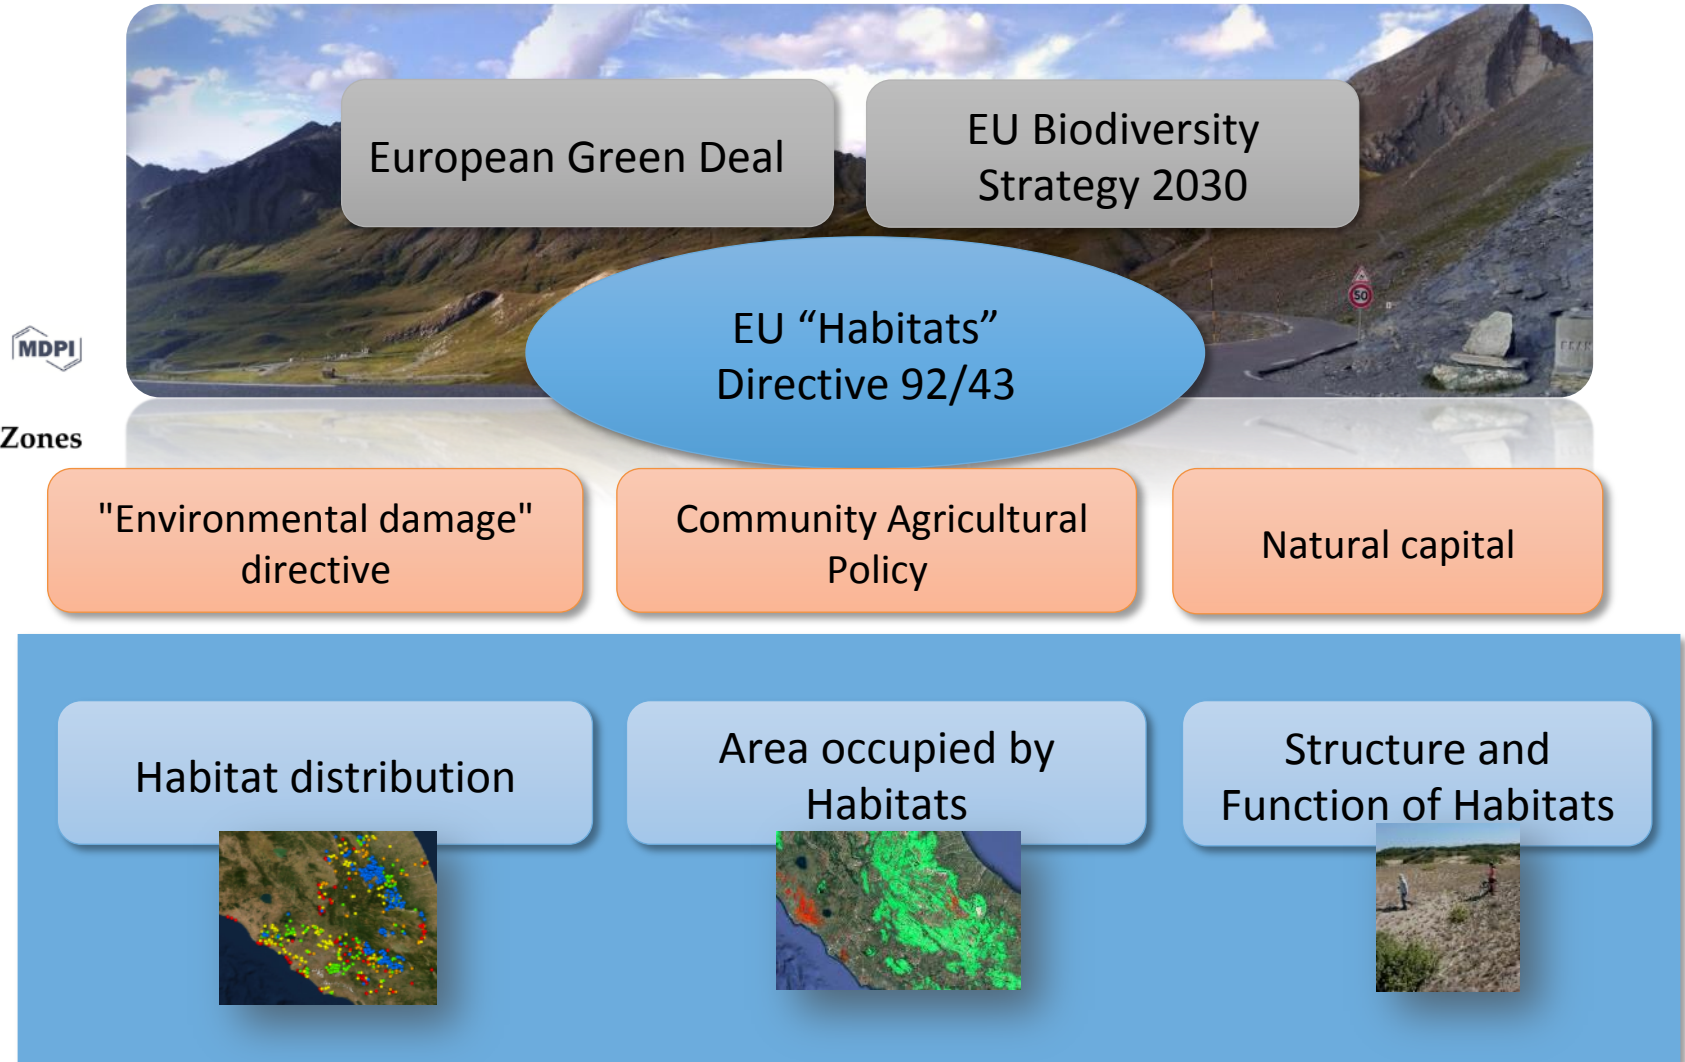 European Green Deal
EU Biodiversity
Strategy 2030
EU “Habitats”
Directive 92/43
50
MDPI
Zones
"Environmental damage"
directive
Community Agricultural
Policy
Natural capital
Habitat distribution
Area occupied by
Habitats
Structure and
Function of Habitats